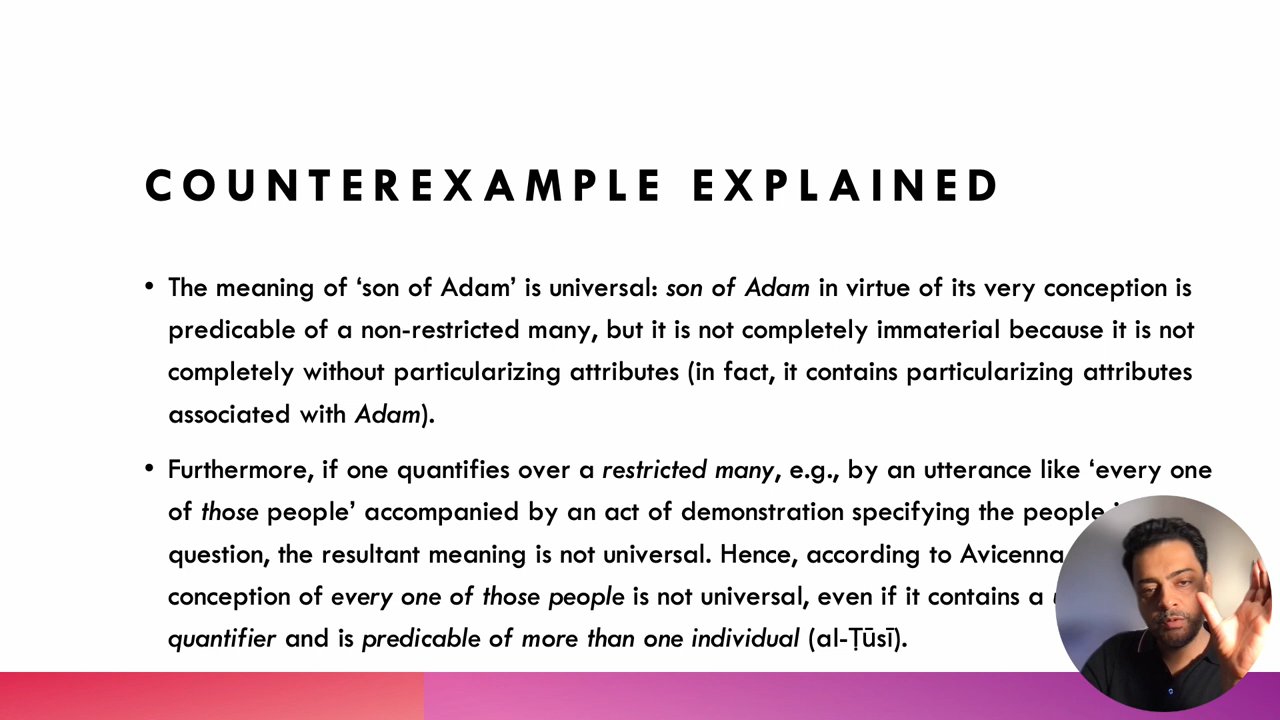 COUNTEREXAMPLE EXPLAINED
• The meaning of ‘son of Adam’ is universal: son of Adam in virtue of its very conception is
predicable of a non-restricted many, but it is not completely immaterial because it is not
completely without particularizing attributes (in fact, it contains particularizing attributes
associated with Adam).
• Furthermore, if one quantifies over a restricted many, e.g., by an utterance like ‘every one
of those people’ accompanied by an act of demonstration specifying the people
question, the resultant meaning is not universal. Hence, according to Avicenna
conception of every one of those people is not universal, even if it contains a
quantifier and is predicable of more than one individual (al-Ṭūsī).